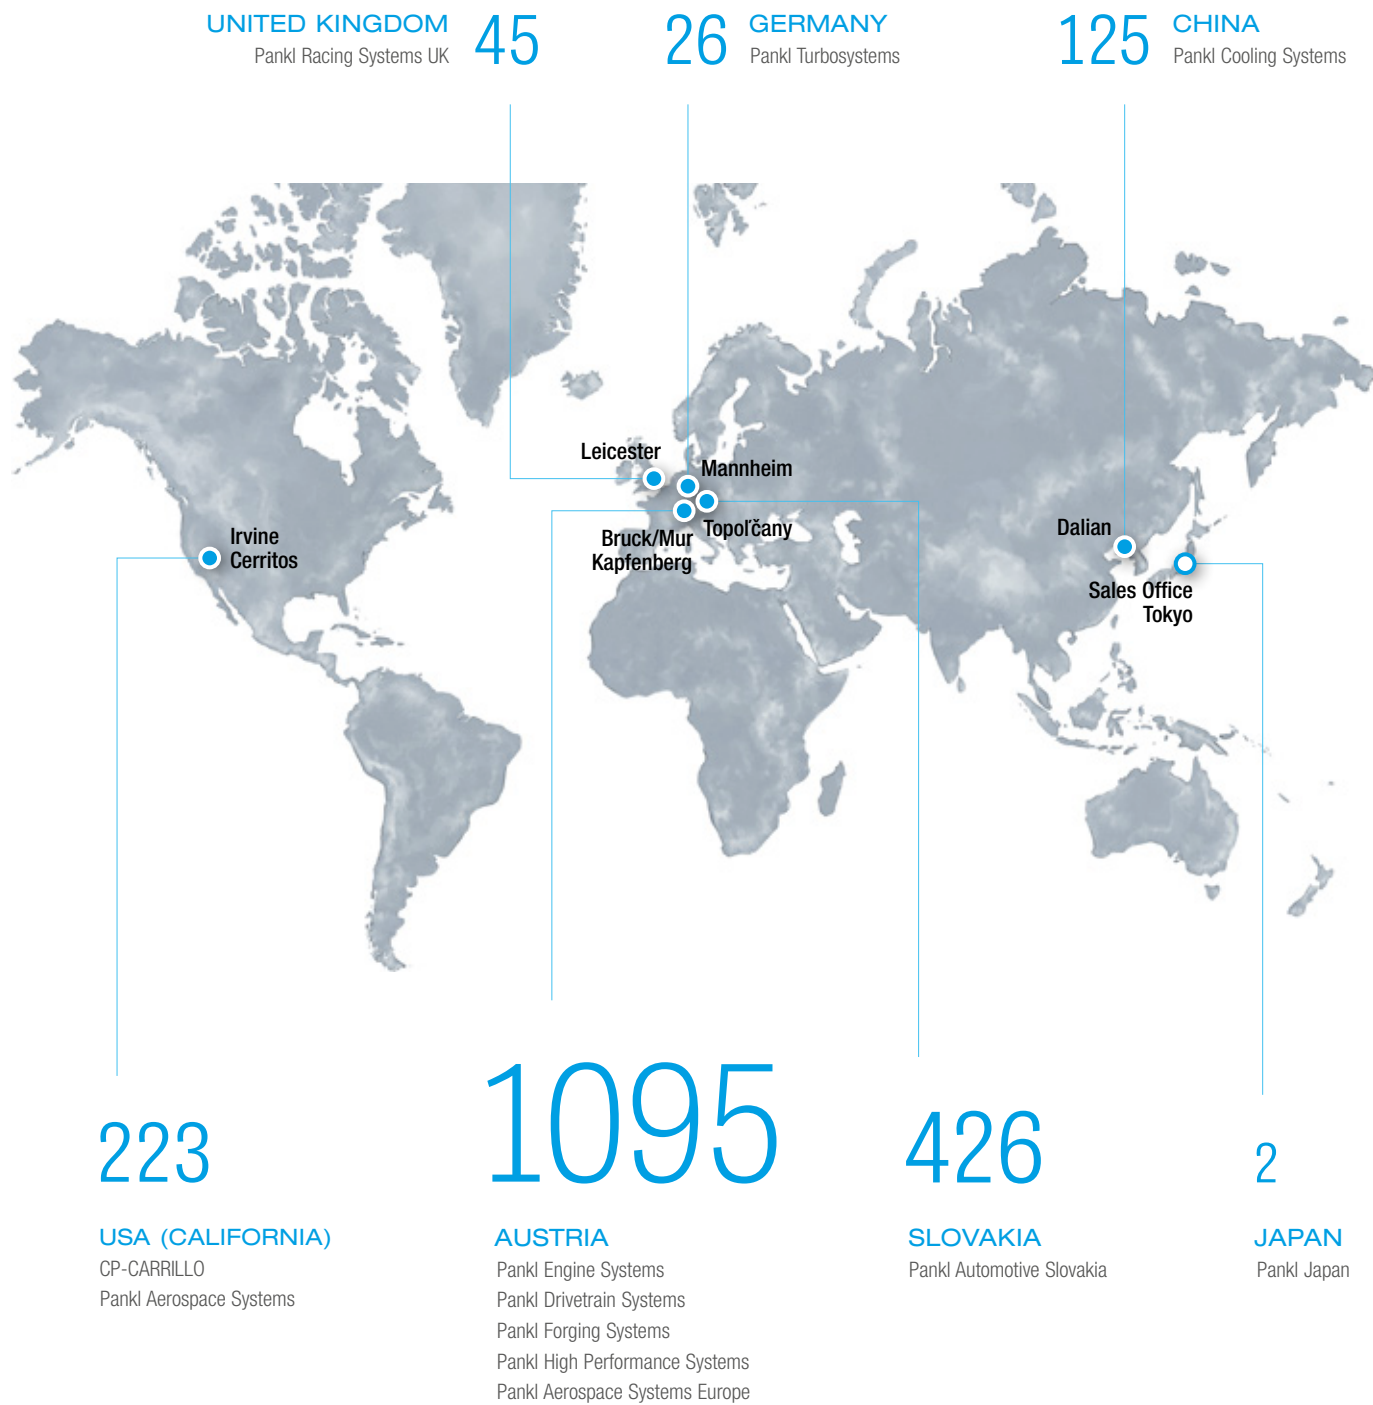 UNITED KINGDOM
Pankl Racing Systems UK
45
26
GERMANY
Pankl Turbosystems
125
CHINA
Pankl Cooling Systems
Leicester
Mannheim
Topoľčany
Bruck/Mur
Kapfenberg
Irvine
Cerritos
Dalian
Sales Office
Tokyo
223
USA (CALIFORNIA)
CP-CARRILLO
Pankl Aerospace Systems
1095
AUSTRIA
Pankl Engine Systems
Pankl Drivetrain Systems
Pankl Forging Systems
Pankl High Performance Systems
Pankl Aerospace Systems Europe
426
SLOVAKIA
Pankl Automotive Slovakia
2
JAPAN
Pankl Japan